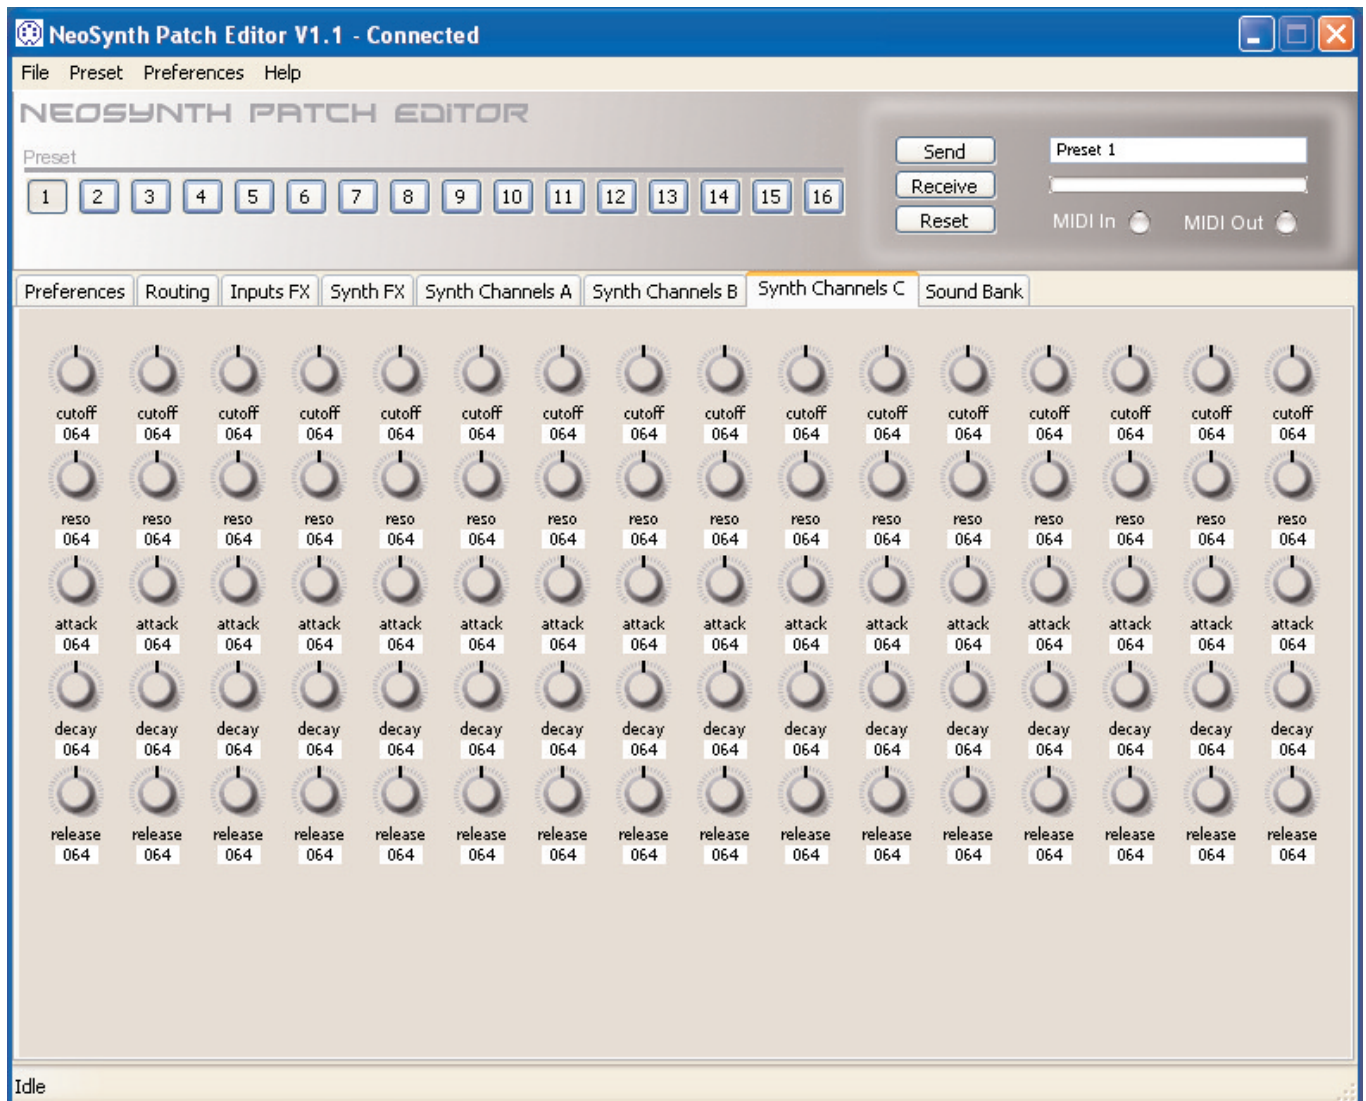 NeoSynth Patch Editor V1.1 - Connected
File Preset Preferences Help
NEOSYNTH PATCH EDITOR
Preset
1 2 3 4 5 6 7 8 9 10 11 12 13 14 15 16
Send
Preset 1
Receive
Reset
MIDI In MIDI Out
Preferences Routing Inputs FX Synth FX Synth Channels A Synth Channels B Synth Channels C Sound Bank
cutoff cutoff cutoff cutoff cutoff cutoff cutoff cutoff cutoff cutoff cutoff cutoff cutoff cutoff cutoff cutoff
064 064 064 064 064 064 064 064 064 064 064 064 064 064 064 064
reso reso reso reso reso reso reso reso reso reso reso reso reso reso reso reso
064 064 064 064 064 064 064 064 064 064 064 064 064 064 064 064
attack attack attack attack attack attack attack attack attack attack attack attack attack attack attack attack
064 064 064 064 064 064 064 064 064 064 064 064 064 064 064 064
decay decay decay decay decay decay decay decay decay decay decay decay decay decay decay decay
064 064 064 064 064 064 064 064 064 064 064 064 064 064 064 064
release release release release release release release release release release release release release release release release
064 064 064 064 064 064 064 064 064 064 064 064 064 064 064 064
Idle